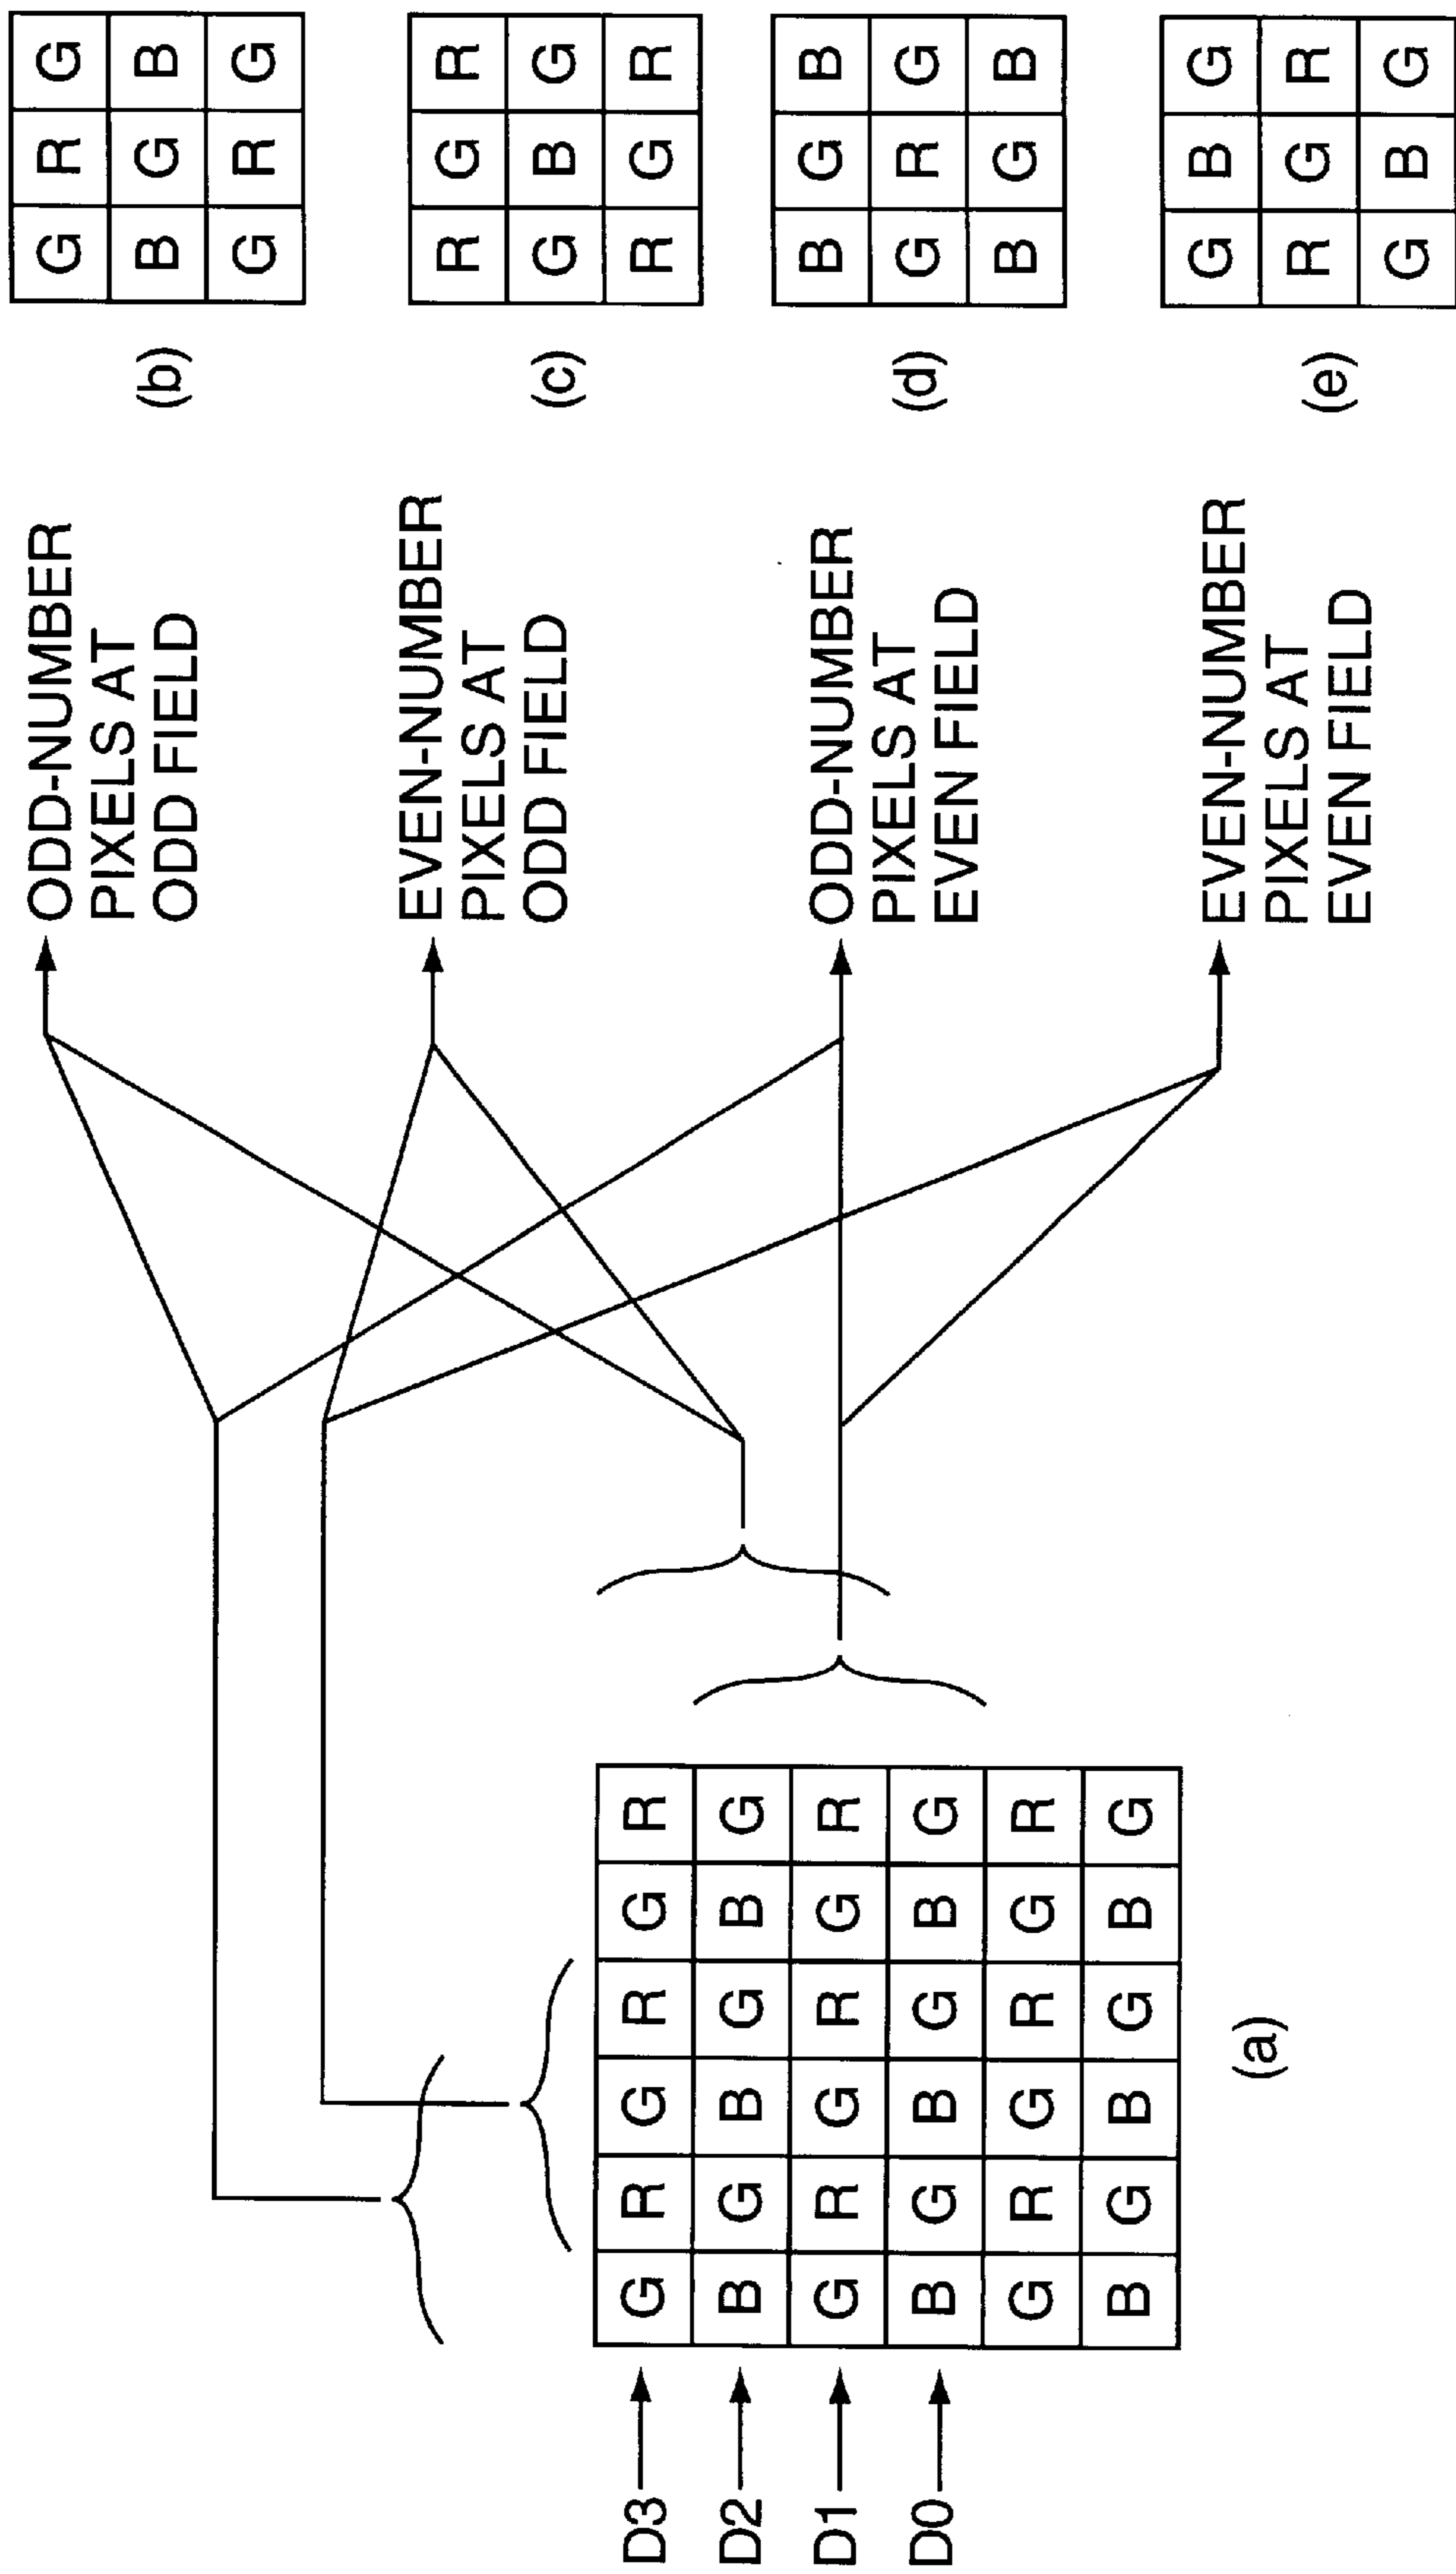 D3
D2
D1
D0
G R G R G R
B G B G B G
G R G R G R
B G B G B G
G R G R G R
B G B G B G
(a)
ODD-NUMBER
PIXELS AT
ODD FIELD
(b)
G R G
B G B
G R G
EVEN-NUMBER
PIXELS AT
ODD FIELD
(c)
R G R
G B G
R G R
ODD-NUMBER
PIXELS AT
EVEN FIELD
(d)
B G B
G R G
B G B
EVEN-NUMBER
PIXELS AT
EVEN FIELD
(e)
G B G
R G R
G B G